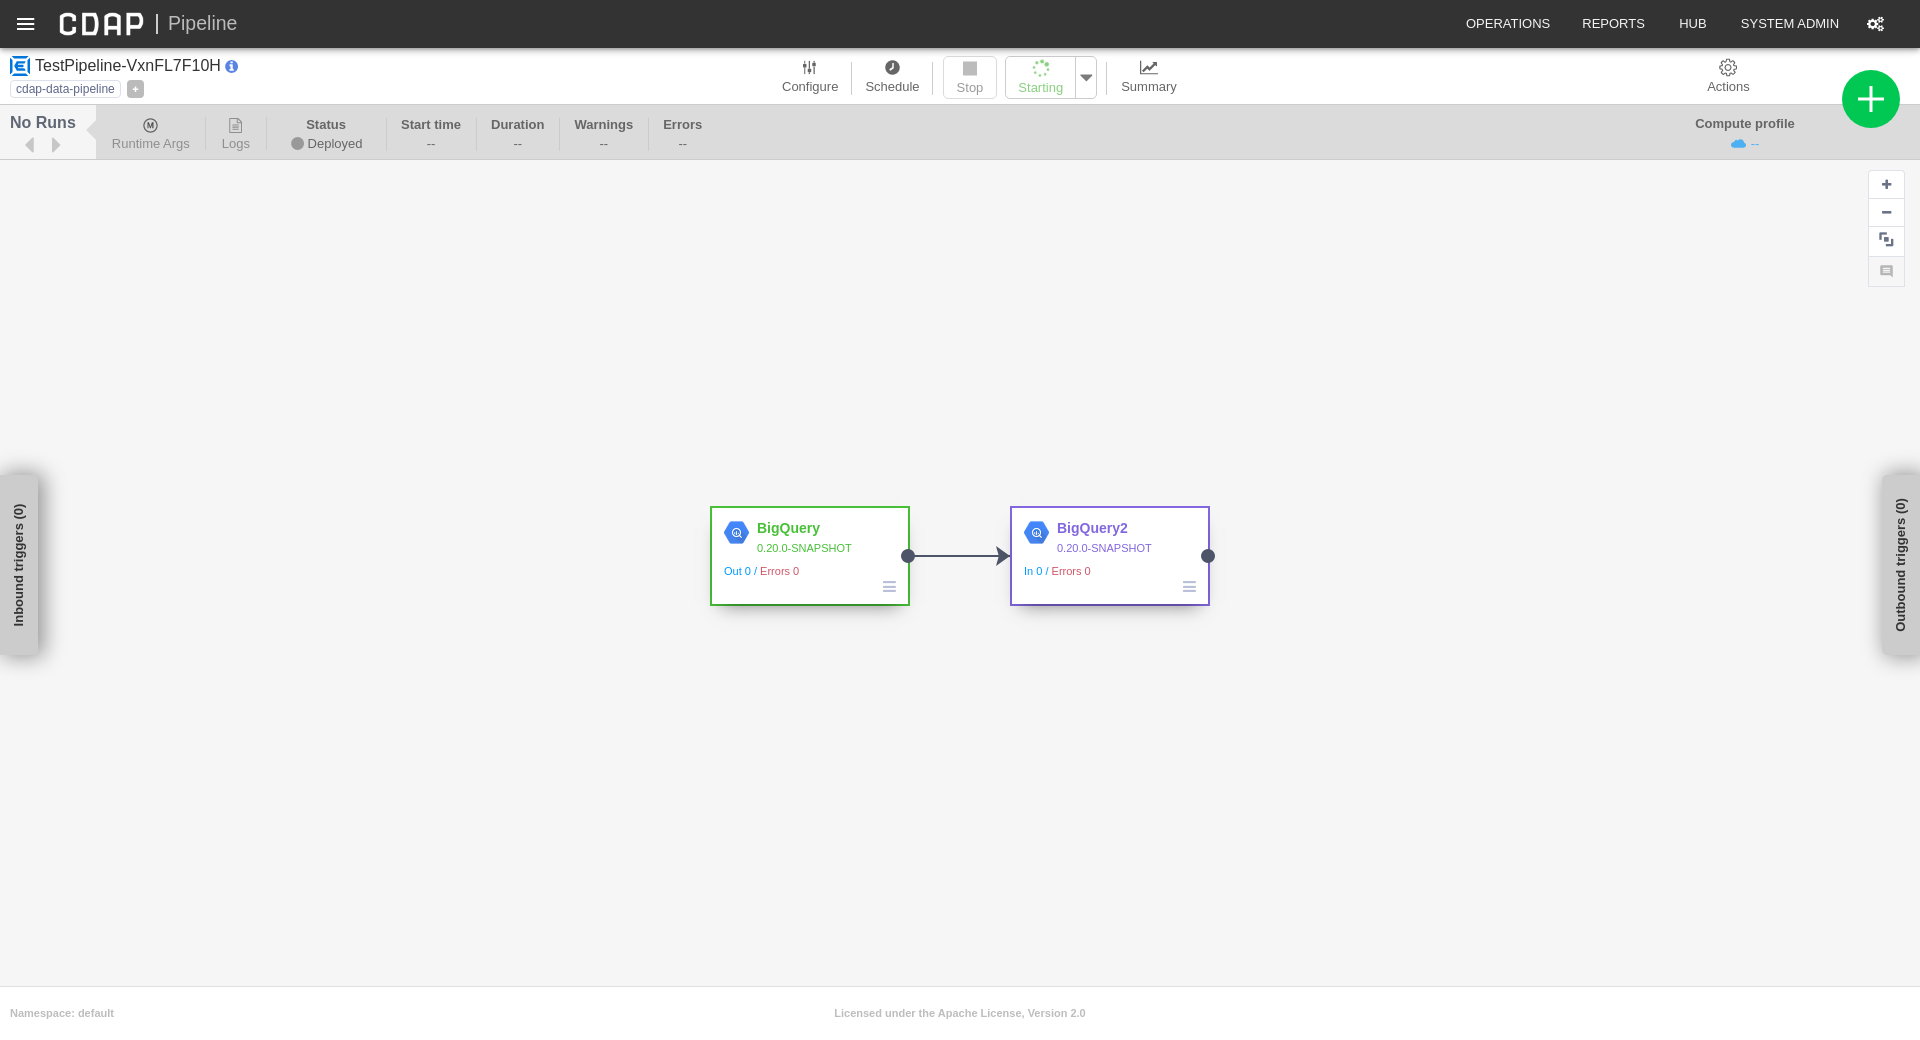 CDAP | Pipeline
OPERATIONS
REPORTS
HUB
SYSTEM ADMIN
TestPipeline-VxnFL7F10H
cdap-data-pipeline
+
Configure
Schedule
Stop
Starting
Summary
Actions
No Runs
Runtime Args
Logs
Status
Deployed
Start time
--
Duration
--
Warnings
--
Errors
--
Compute profile
--
Inbound triggers (0)
BigQuery
0.20.0-SNAPSHOT
Out 0 / Errors 0
BigQuery2
0.20.0-SNAPSHOT
In 0 / Errors 0
Outbound triggers (0)
Namespace: default
Licensed under the Apache License, Version 2.0